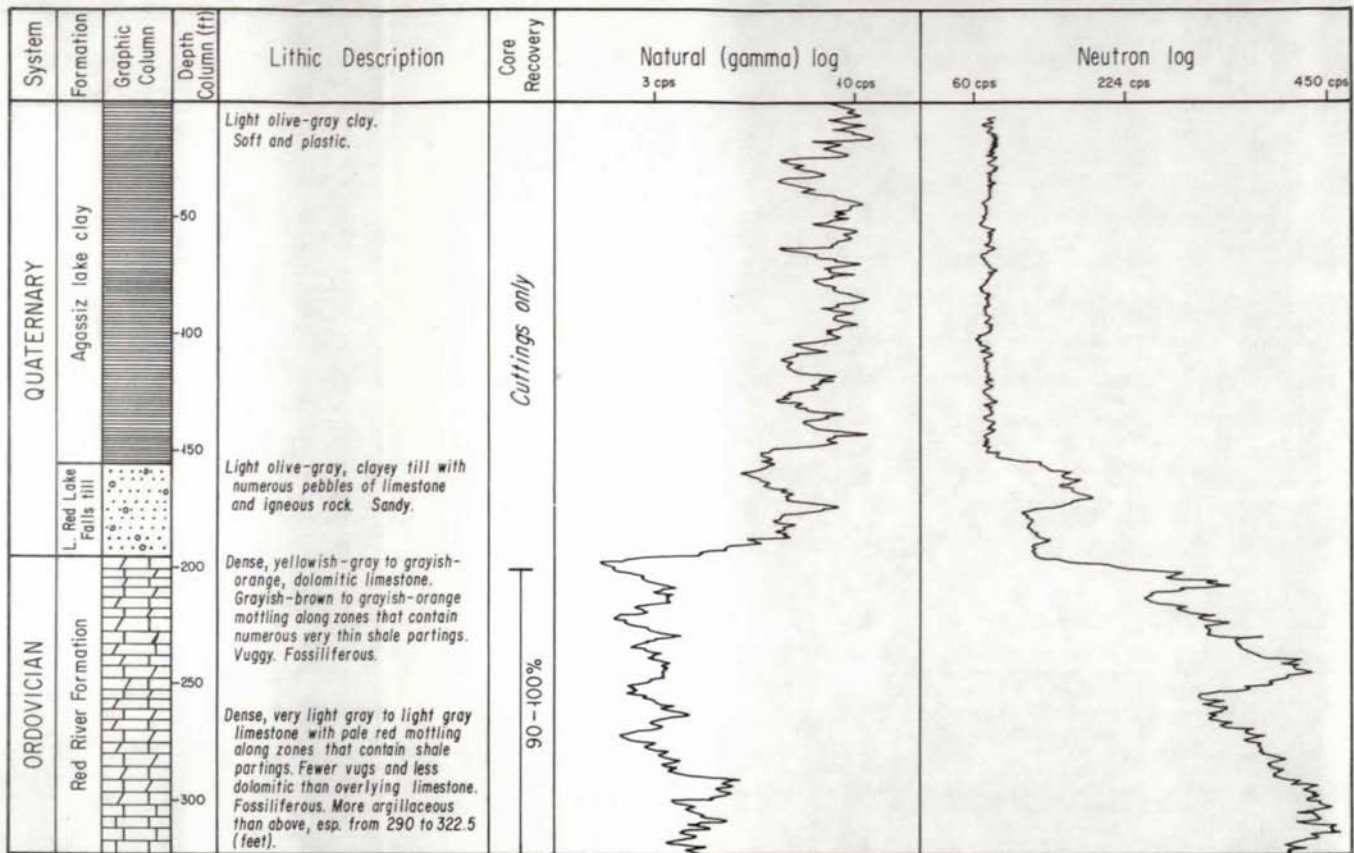 System
Formation
Graphic
Column
Depth
Column (ft)
Lithic Description
Core
Recovery
Natural (gamma) log
3 cps
10 cps
Neutron log
60 cps
224 cps
450 cps
QUATERNARY
Agassiz lake clay
L. Red Lake
Falls till
ORDOVICIAN
Red River Formation
50
100
150
200
250
300
Light olive-gray clay.
Soft and plastic.
Light olive-gray, clayey till with
numerous pebbles of limestone
and igneous rock. Sandy.
Dense, yellowish-gray to grayish-
orange, dolomitic limestone.
Grayish-brown to grayish-orange
mottling along zones that contain
numerous very thin shale partings.
Vuggy. Fossiliferous.
Dense, very light gray to light gray
limestone with pale red mottling
along zones that contain shale
partings. Fewer vugs and less
dolomitic than overlying limestone.
Fossiliferous. More argillaceous
than above, esp. from 290 to 322.5
(feet).
Cuttings only
90-100%